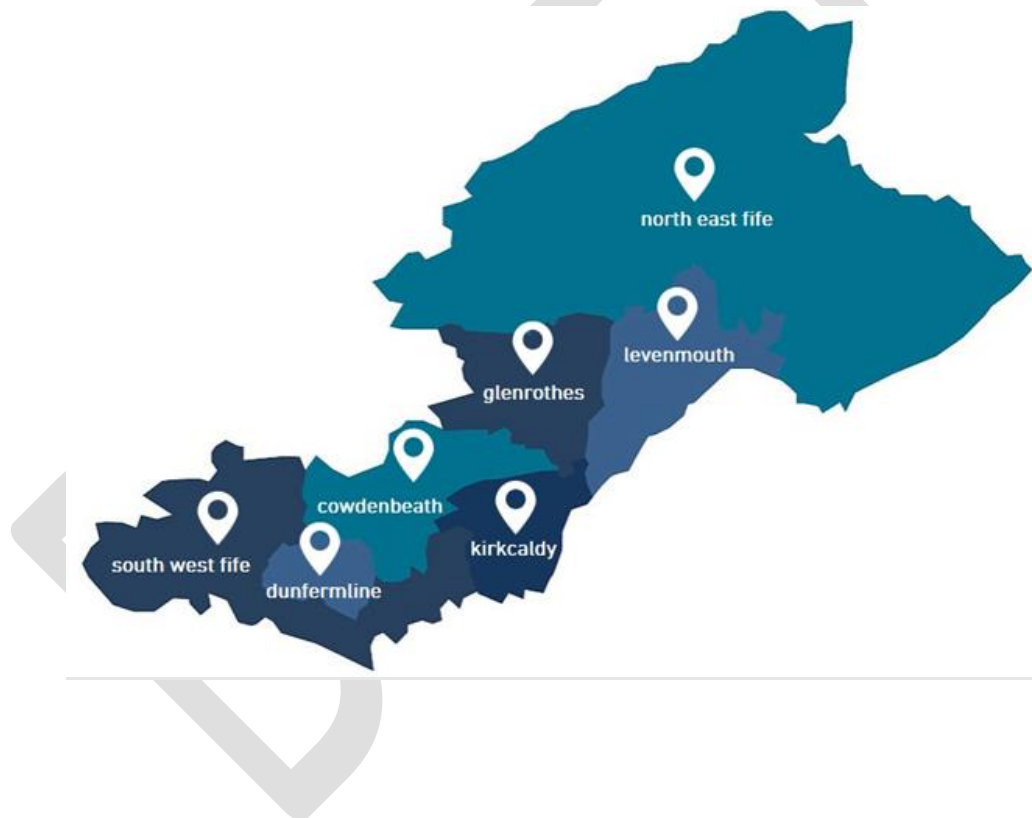 north east fife
levenmouth
glenrothes
cowdenbeath
kirkcaldy
south west fife
dunfermline